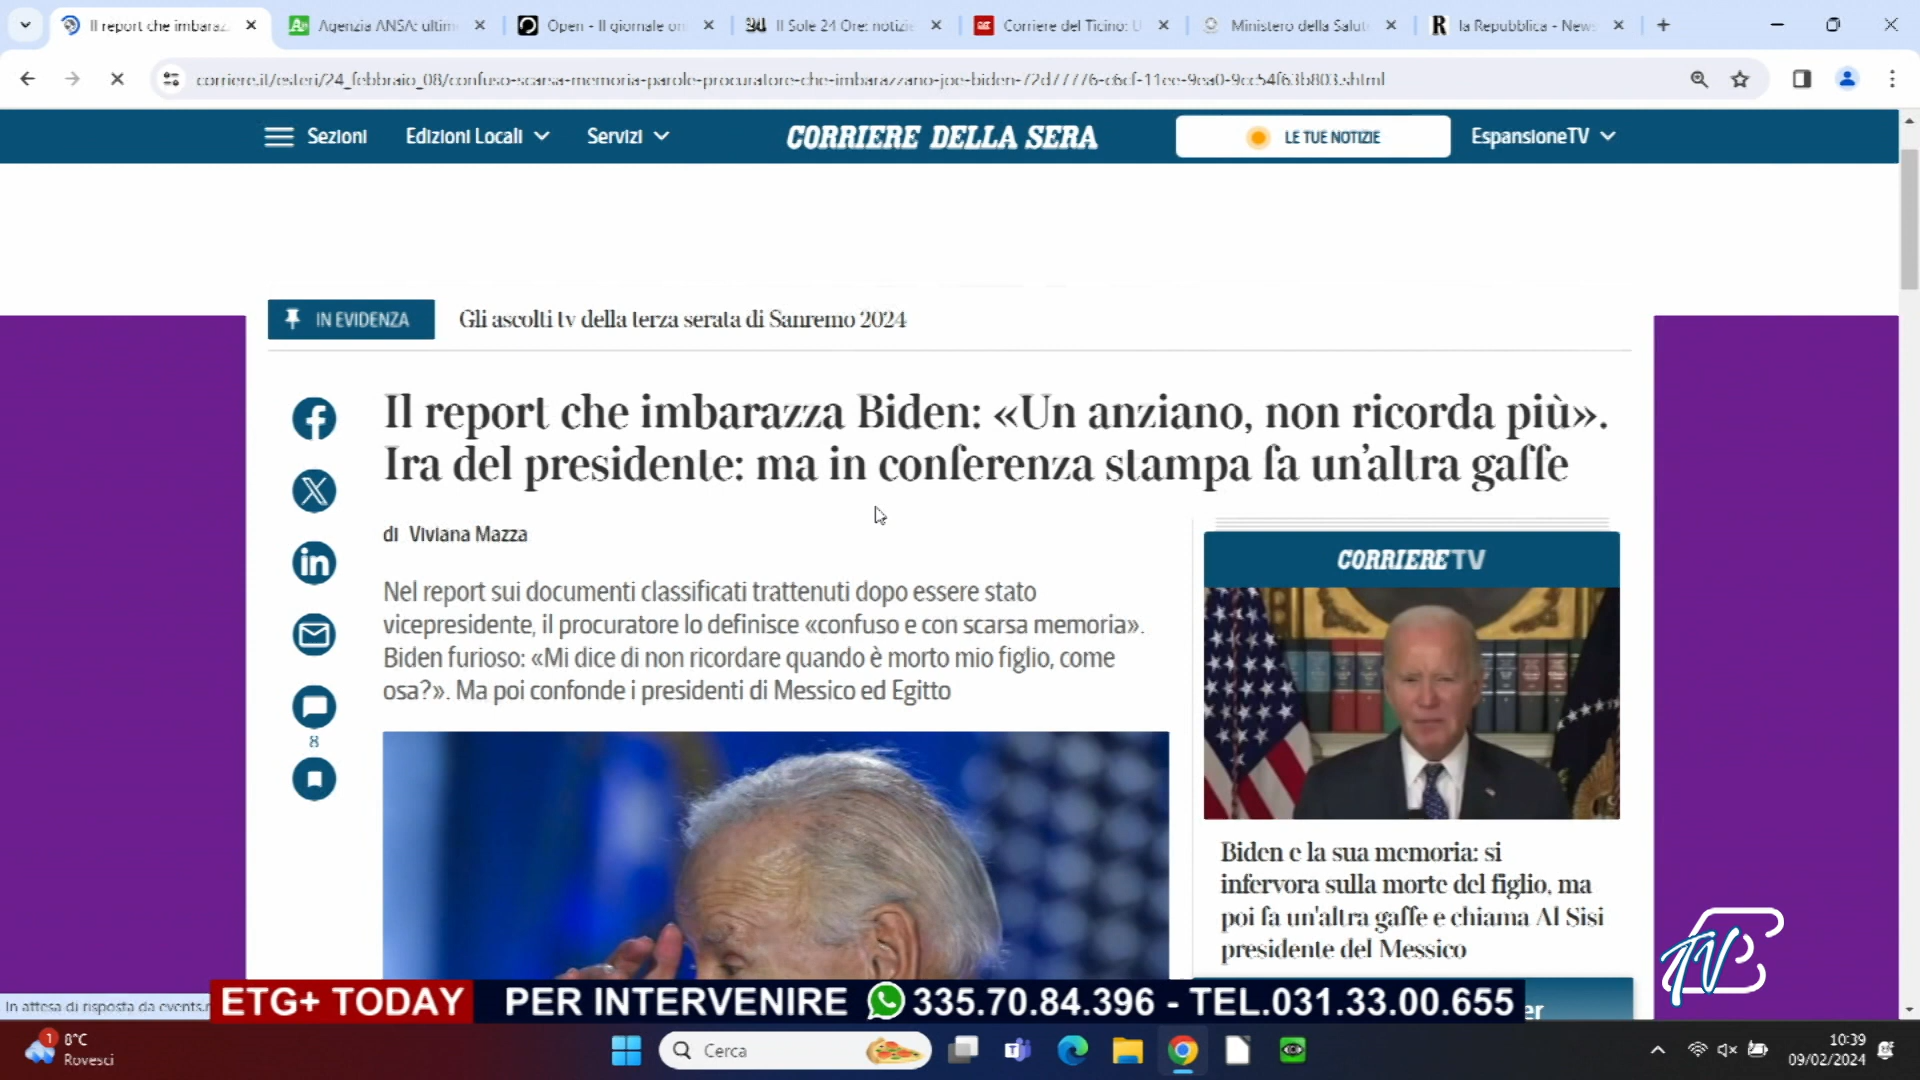 Il report che imbaraz
Agenzia ANSA: ultim
Open - Il giornale on
Il Sole 24 Ore: notizie
Corriere del Ticino: U
Ministero della Salut
la Repubblica - News
corriere.it/esteri/24_febbraio_08/confuso-scarsa-memoria-parole-procuratore-che-imbarazzano-joe-biden-72d77776-c6cf-11ee-9ea0-9cc54f63b803.shtml
Sezioni
Edizioni Locali
Servizi
CORRIERE DELLA SERA
LE TUE NOTIZIE
EspansioneTV
IN EVIDENZA
Gli ascolti tv della terza serata di Sanremo 2024
Il report che imbarazza Biden: «Un anziano, non ricorda più».
Ira del presidente: ma in conferenza stampa fa un'altra gaffe
di Viviana Mazza
Nel report sui documenti classificati trattenuti dopo essere stato
vicepresidente, il procuratore lo definisce «confuso e con scarsa memoria».
Biden furioso: «Mi dice di non ricordare quando è morto mio figlio, come
osa?». Ma poi confonde i presidenti di Messico ed Egitto
8
CORRIERE TV
Biden e la sua memoria: si
infervora sulla morte del figlio, ma
poi fa un'altra gaffe e chiama Al Sisi
presidente del Messico
In attesa di risposta da events.r
ETG+ TODAY
PER INTERVENIRE 335.70.84.396 - TEL.031.33.00.655
er
1
8°C
Rovesci
Cerca
10:39
09/02/2024